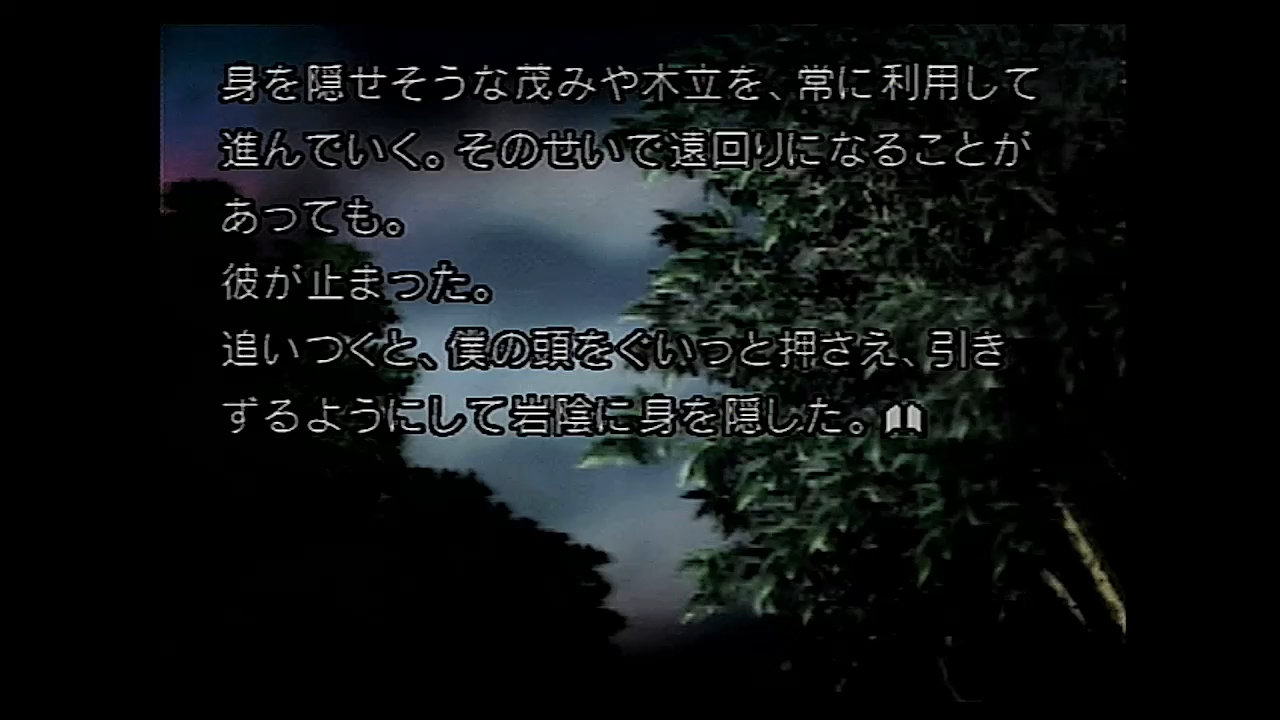 身を隠せそうな茂みや木立を、常に利用して
進んでいく。そのせいで遠回りになることが
あっても。
彼が止まった。
追いつくと、僕の頭をぐいっと押さえ、引き
ずるようにして岩陰に身を隠した。